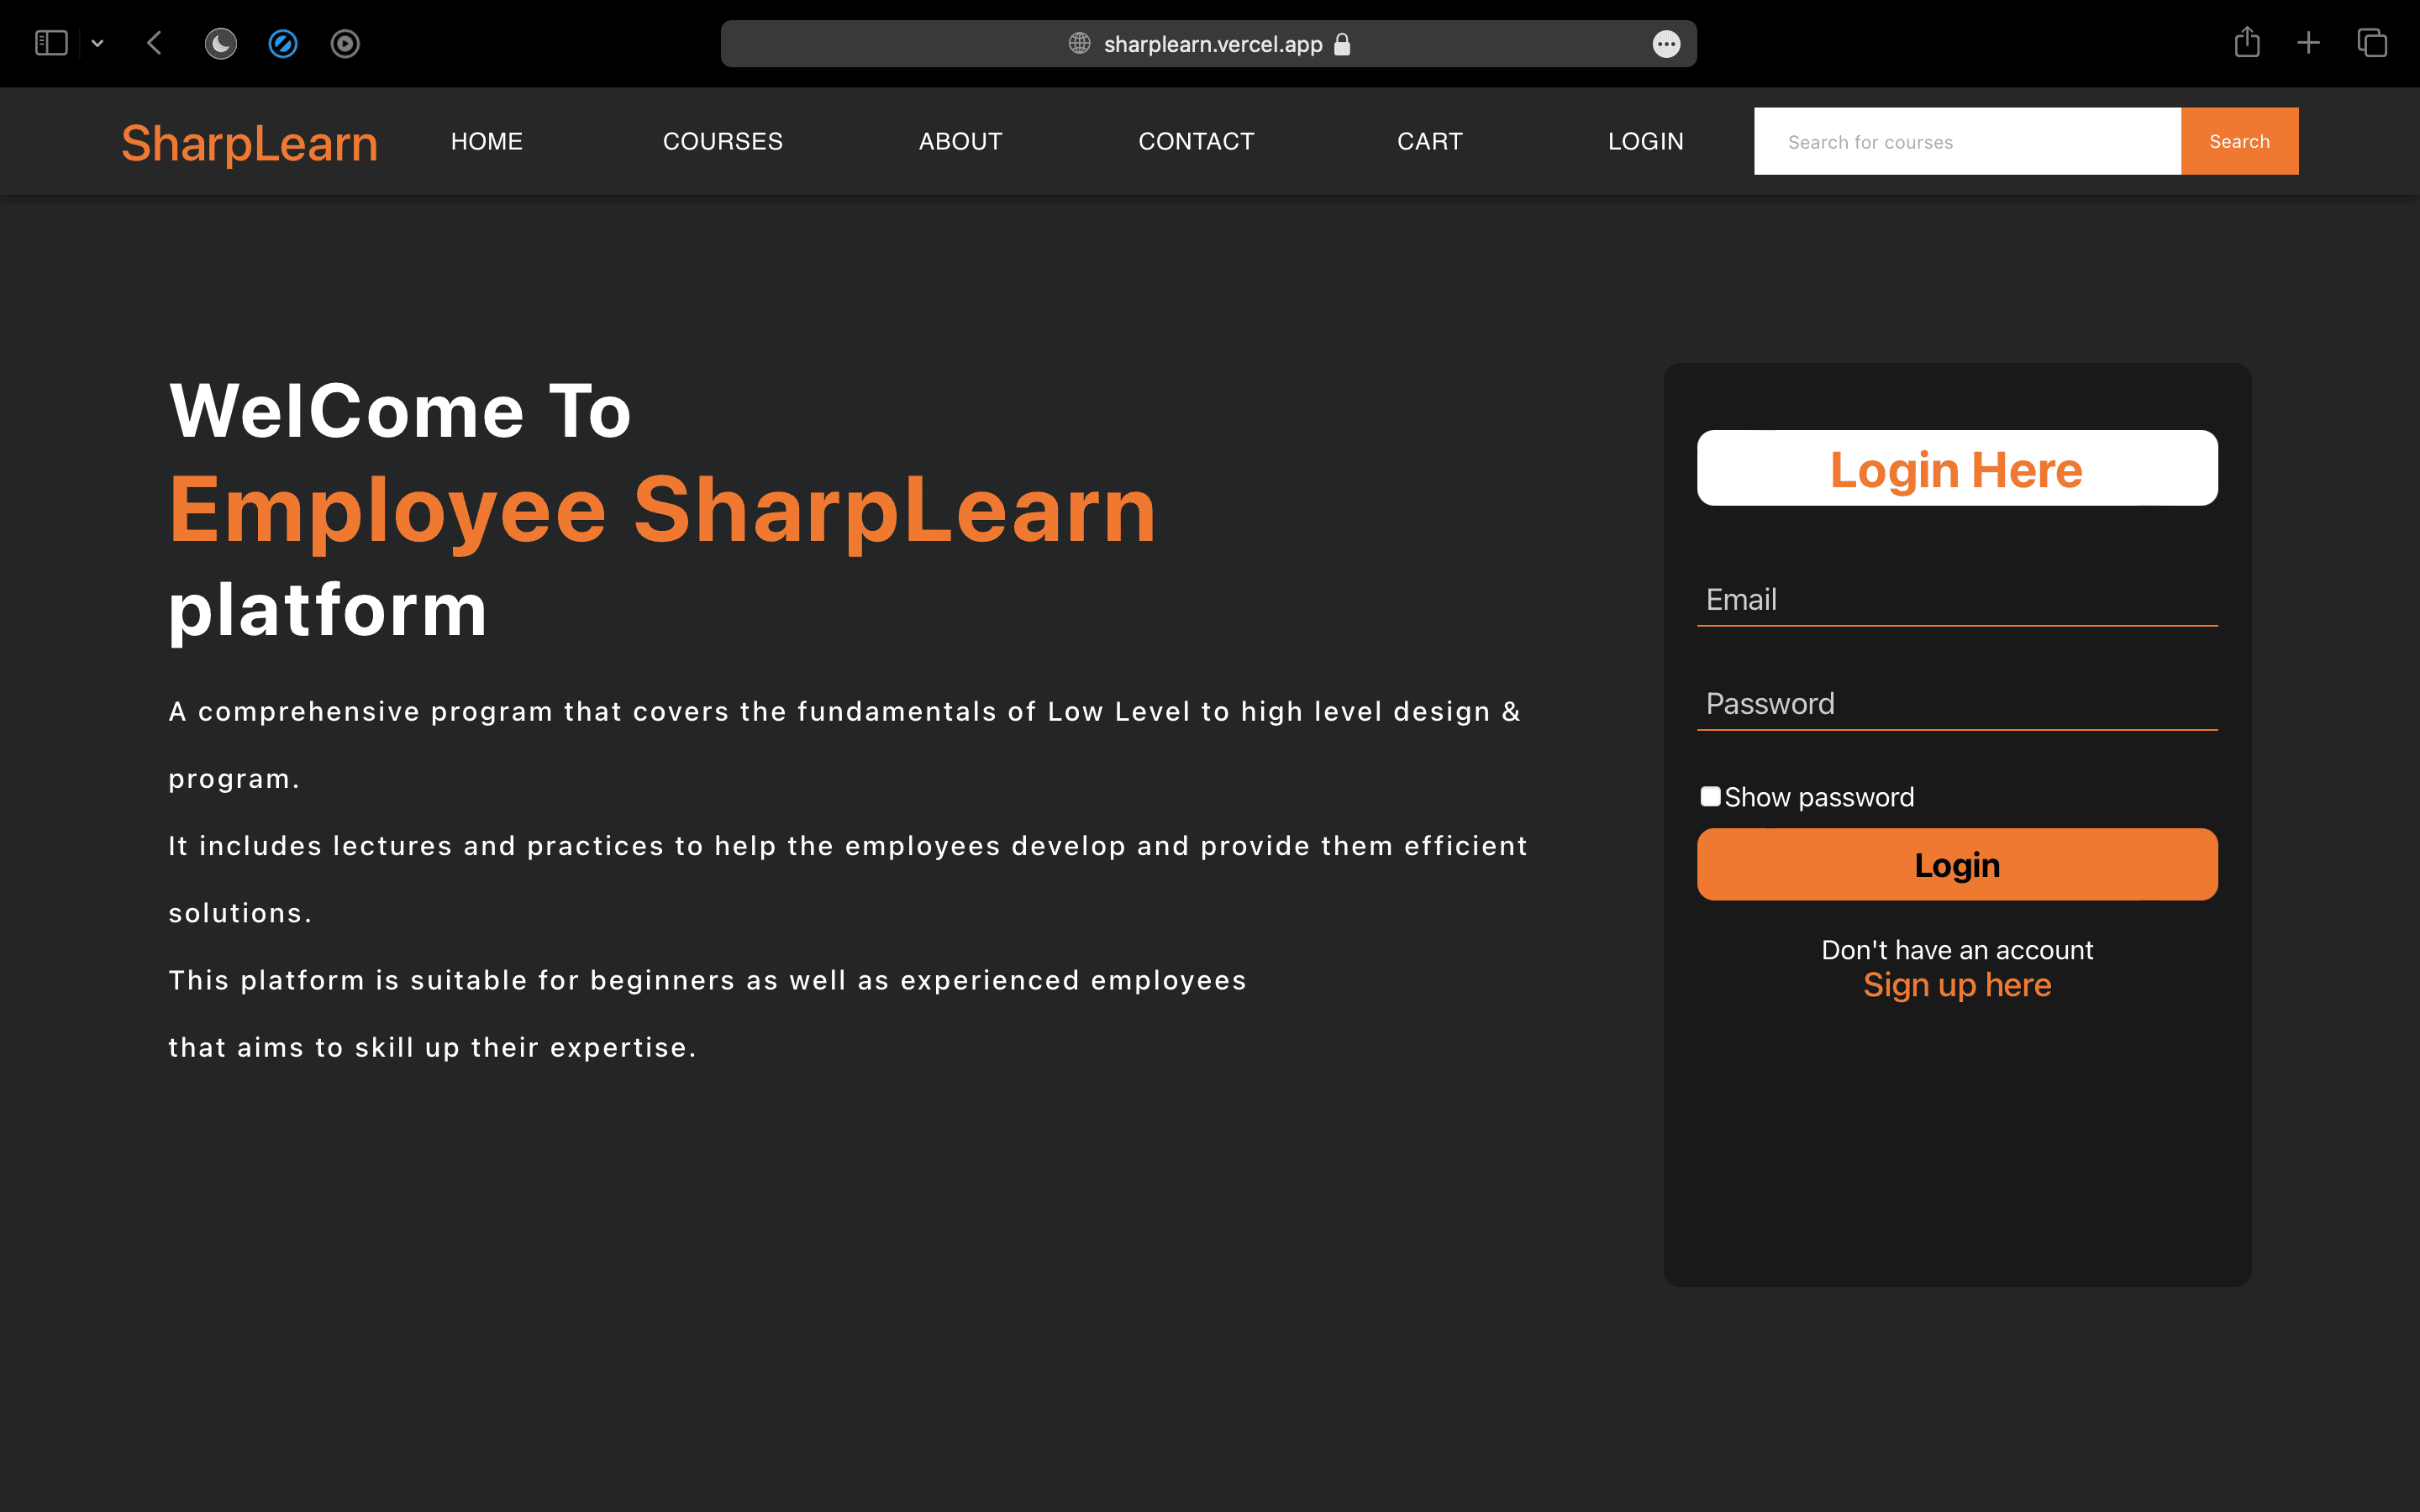 sharplearn.vercel.app
SharpLearn HOME COURSES ABOUT CONTACT CART LOGIN Search for courses Search
WelCome To
Employee SharpLearn
platform
A comprehensive program that covers the fundamentals of Low Level to high level design &
program.
It includes lectures and practices to help the employees develop and provide them efficient
solutions.
This platform is suitable for beginners as well as experienced employees
that aims to skill up their expertise.
Login Here
Email
Password
Show password
Login
Don't have an account
Sign up here